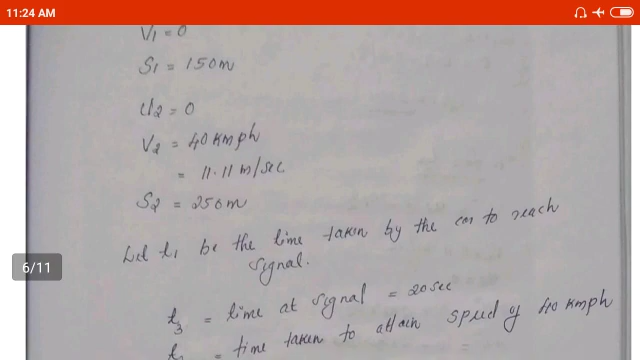 11:24 AM
V1 = 0
S1 = 150m
U2 = 0
V2 = 40 kmph
= 11.11 m/sec
S2 = 250m
Let t1 be the time taken by the car to reach
signal.
6/11
t3 = time at signal = 20 sec
= time taken to attain speed of 40 kmph